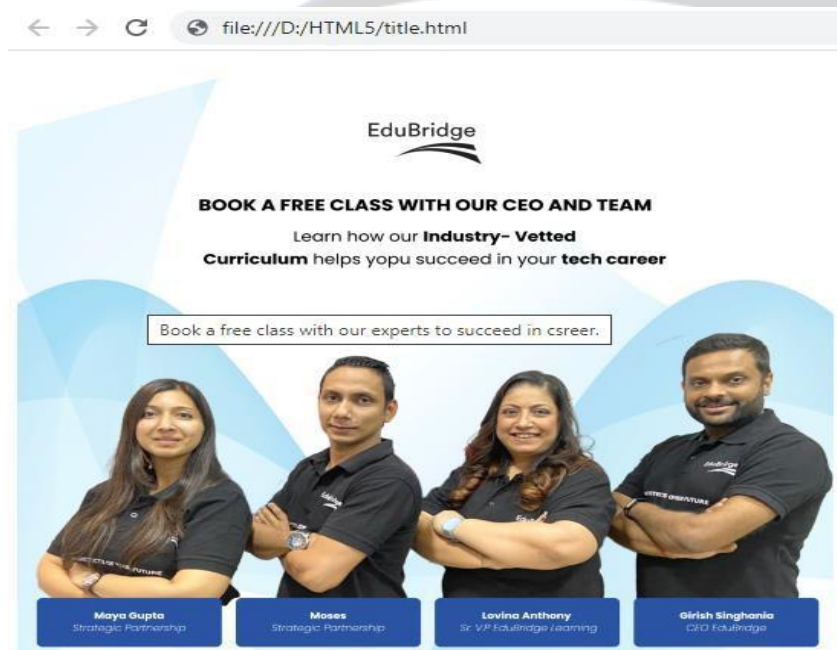 file:///D:/HTML5/title.html
EduBridge
BOOK A FREE CLASS WITH OUR CEO AND TEAM
Learn how our Industry- Vetted
Curriculum helps yopu succeed in your tech career
Book a free class with our experts to succeed in csreer.
EduBridge
EduBridge
Maya Gupta
Strategic Partnership
Moses
Strategic Partnership
Lovina Anthony
Sr. V.P EduBridge Learning
Girish Singhania
CEO EduBridge